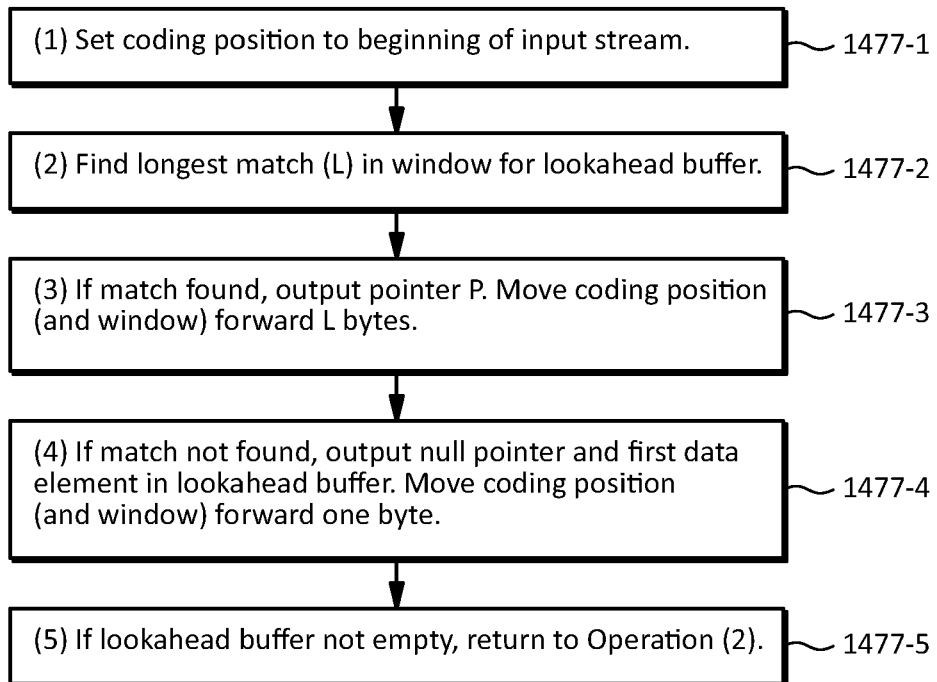 (1) Set coding position to beginning of input stream.
1477-1
(2) Find longest match (L) in window for lookahead buffer.
1477-2
(3) If match found, output pointer P. Move coding position
(and window) forward L bytes.
1477-3
(4) If match not found, output null pointer and first data
element in lookahead buffer. Move coding position
(and window) forward one byte.
1477-4
(5) If lookahead buffer not empty, return to Operation (2).
1477-5